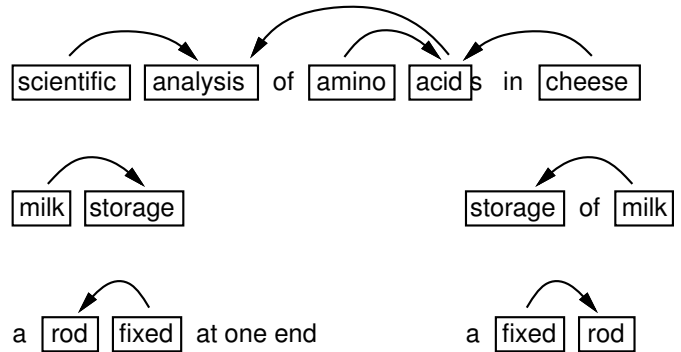 scientific analysis of amino acids in cheese
milk storage storage of milk
a rod fixed at one end a fixed rod